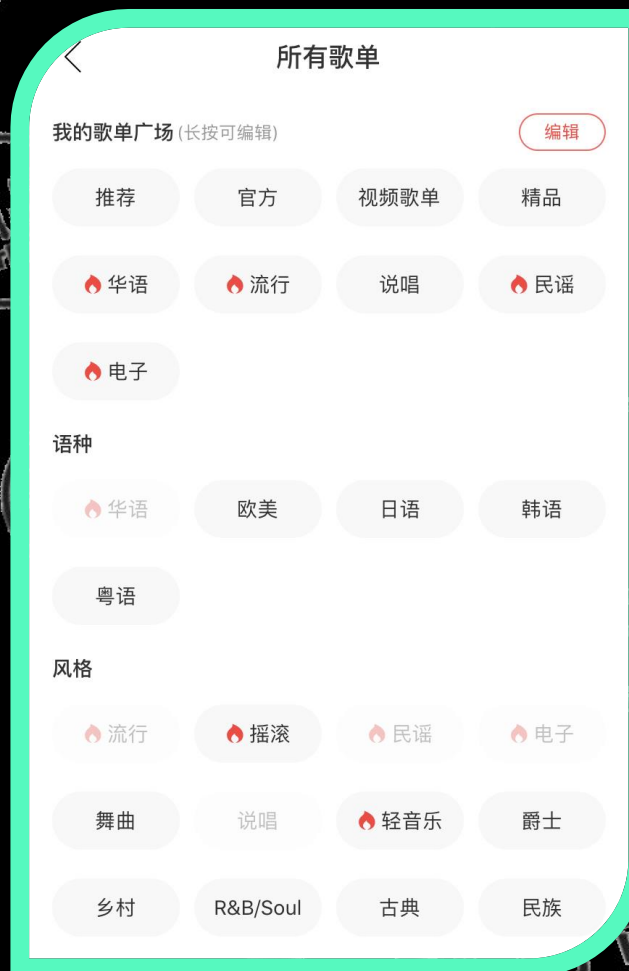 所有歌单
我的歌单广场 (长按可编辑) 编辑
推荐 官方 视频歌单 精品
华语 流行 说唱 民谣
电子
语种
华语 欧美 日语 韩语
粤语
风格
流行 摇滚 民谣 电子
舞曲 说唱 轻音乐 爵士
乡村 R&B/Soul 古典 民族